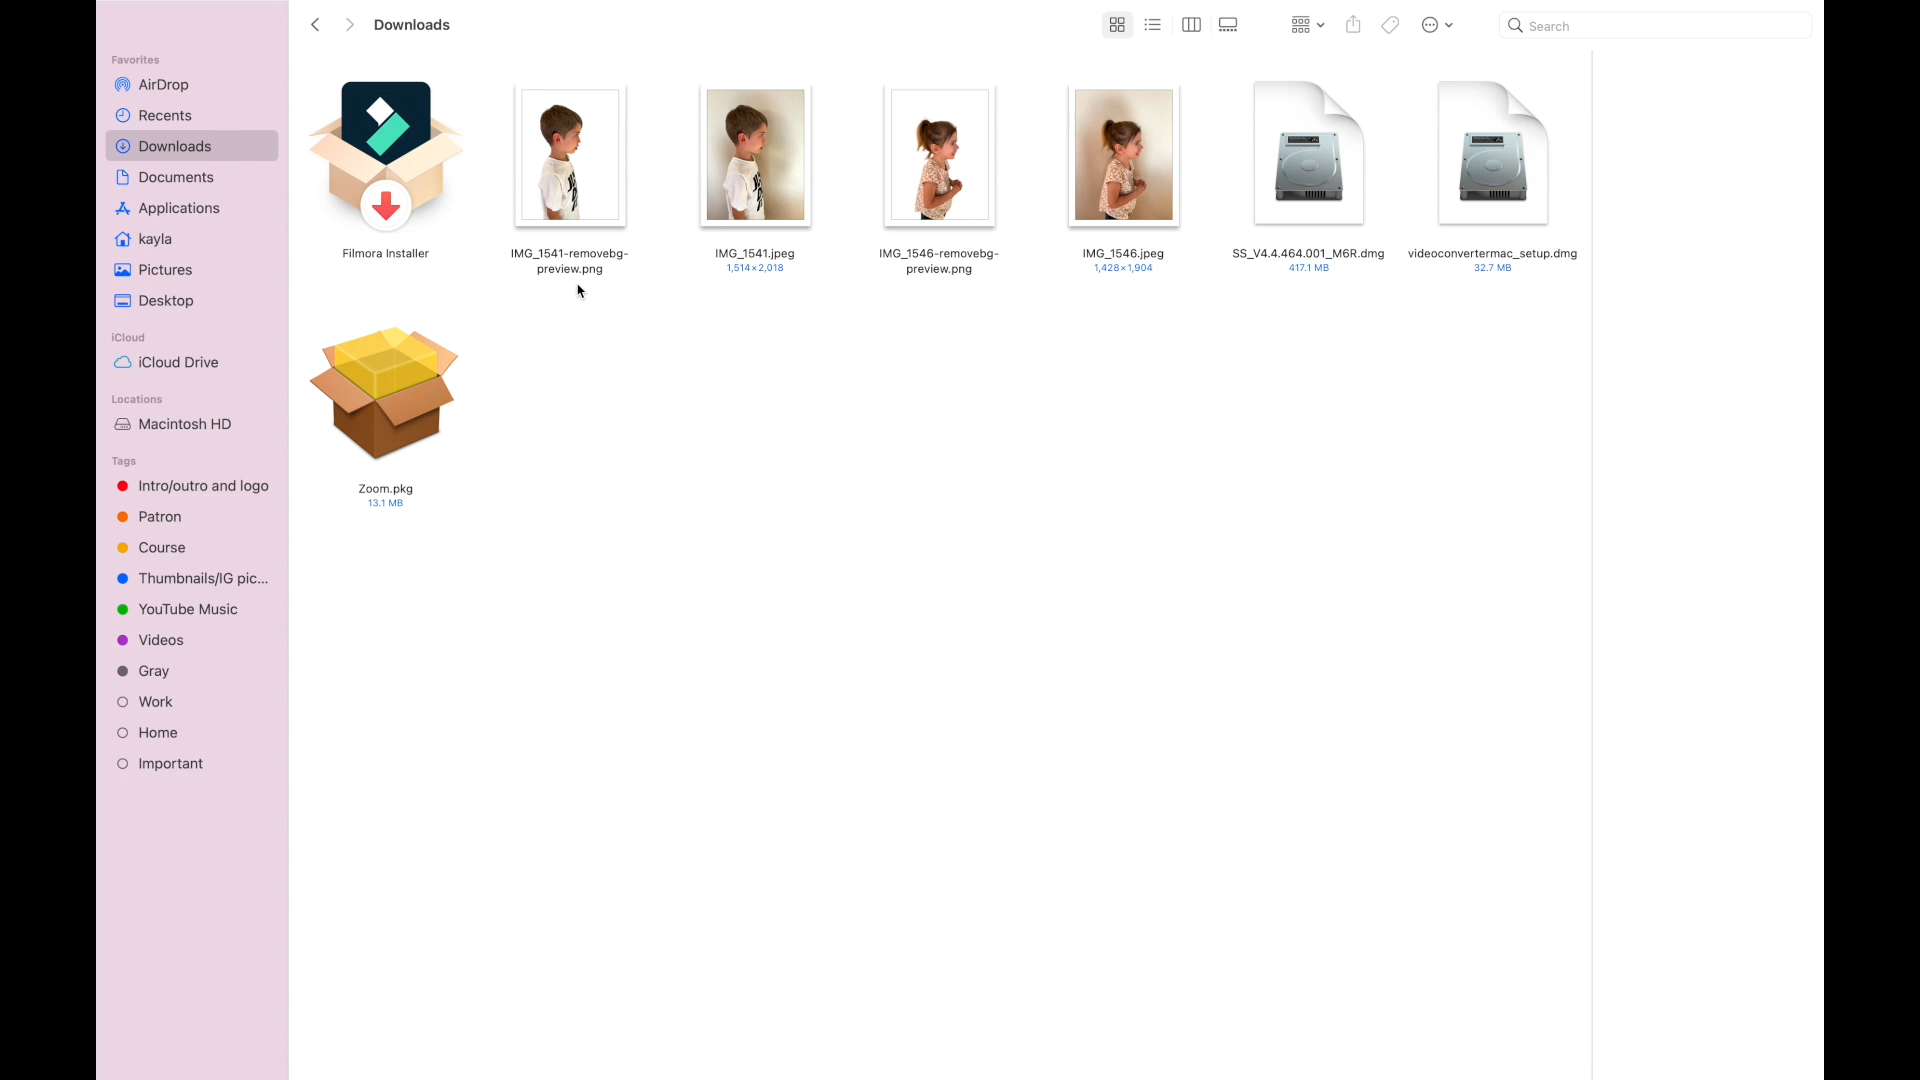 Downloads
Search
Favorites
AirDrop
Recents
Downloads
Documents
Applications
kayla
Pictures
Desktop
iCloud
iCloud Drive
Locations
Macintosh HD
Tags
Intro/outro and logo
Patron
Course
Thumbnails/IG pic...
YouTube Music
Videos
Gray
Work
Home
Important
Filmora Installer
IMG_1541-removebg-
preview.png
IMG_1541.jpeg
1,514×2,018
IMG_1546-removebg-
preview.png
IMG_1546.jpeg
1,428×1,904
SS_V4.4.464.001_M6R.dmg
417.1 MB
videoconvertermac_setup.dmg
32.7 MB
Zoom.pkg
13.1 MB